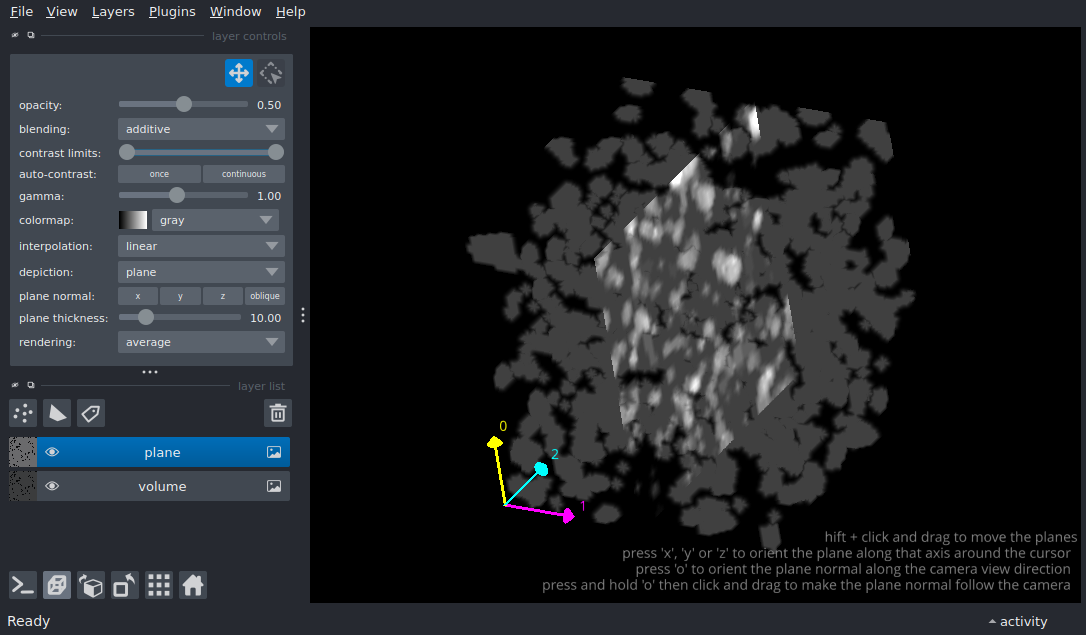 File View Layers Plugins Window Help
layer controls
opacity: 0.50
blending: additive
contrast limits:
auto-contrast: once continuous
gamma: 1.00
colormap: gray
interpolation: linear
depiction: plane
plane normal: x y z oblique
plane thickness: 10.00
rendering: average
layer list
plane
volume
0
2
1
hift + click and drag to move the planes
press 'x', 'y' or 'z' to orient the plane along that axis around the cursor
press 'o' to orient the plane normal along the camera view direction
press and hold 'o' then click and drag to make the plane normal follow the camera
Ready
activity